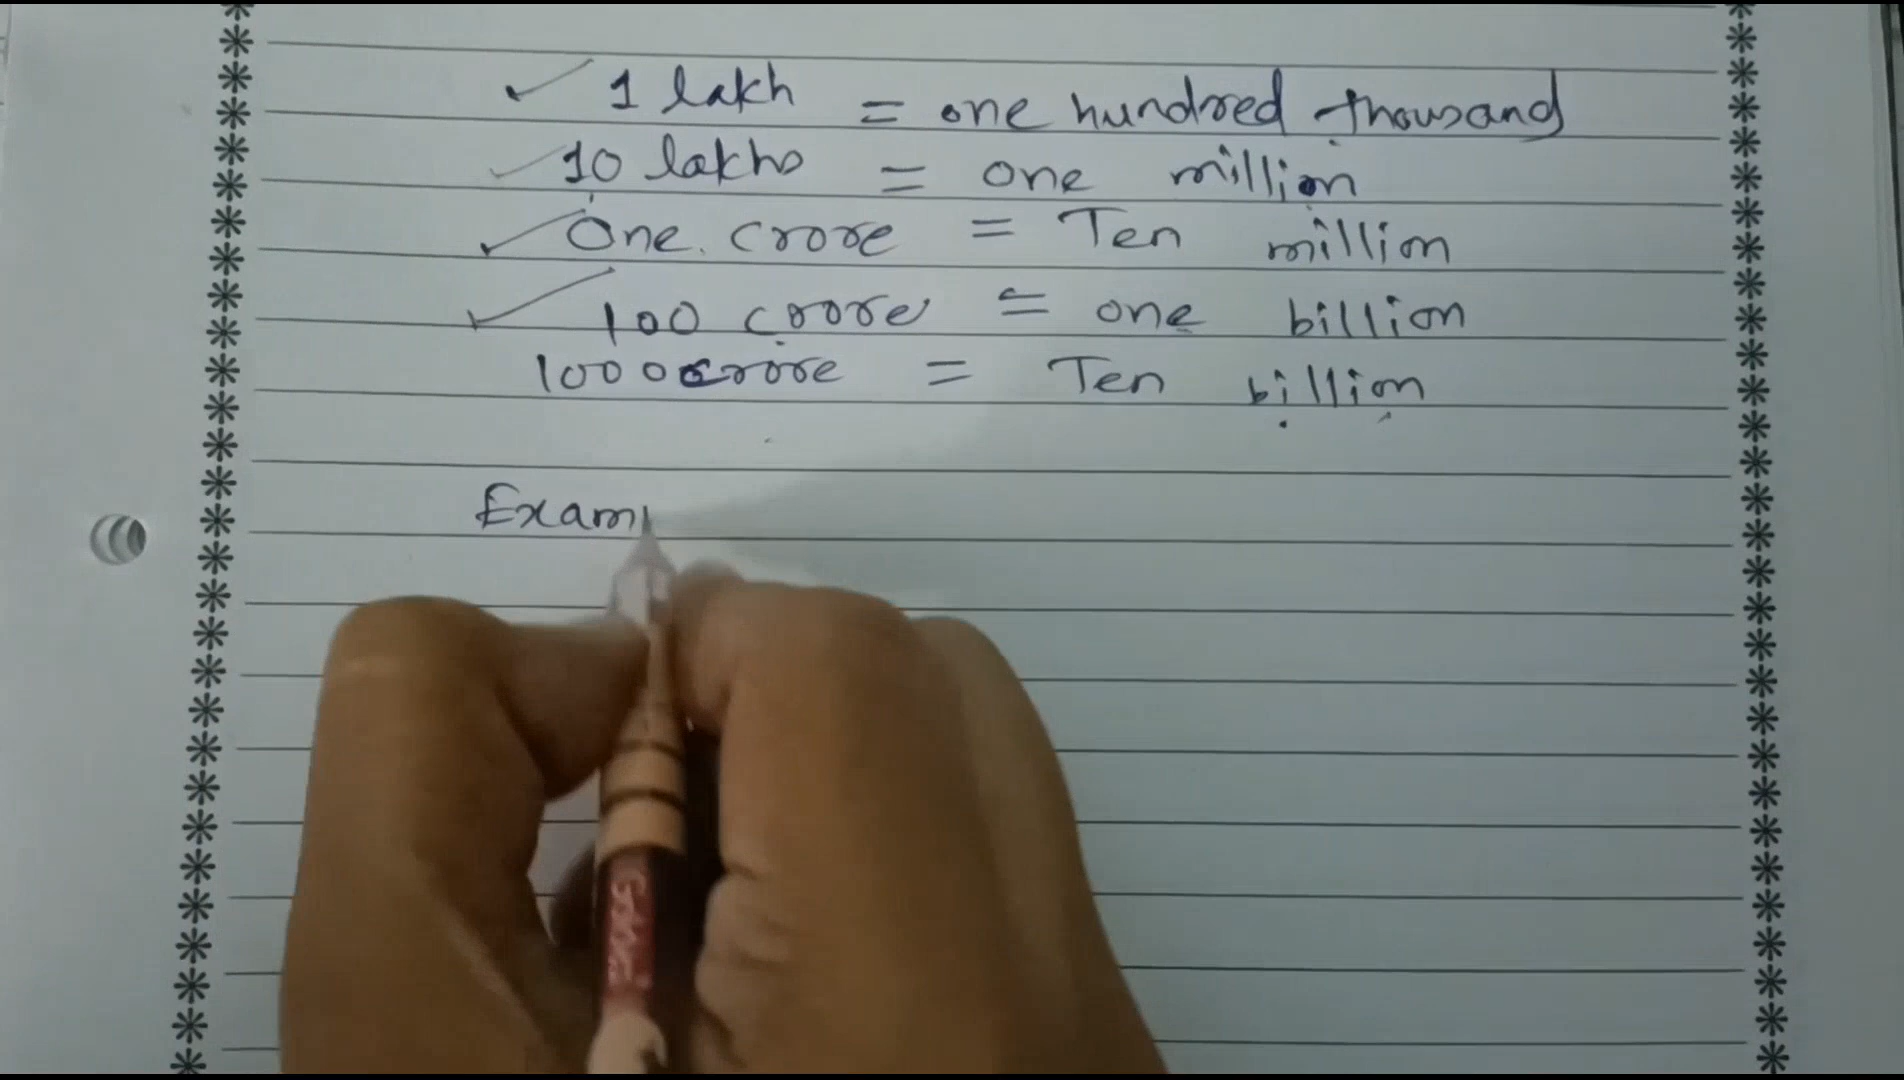 1 lakh = one hundred thousand
10 lakhs = one million
One crore = Ten million
100 crore = one billion
1000 crore = Ten billion
Exam